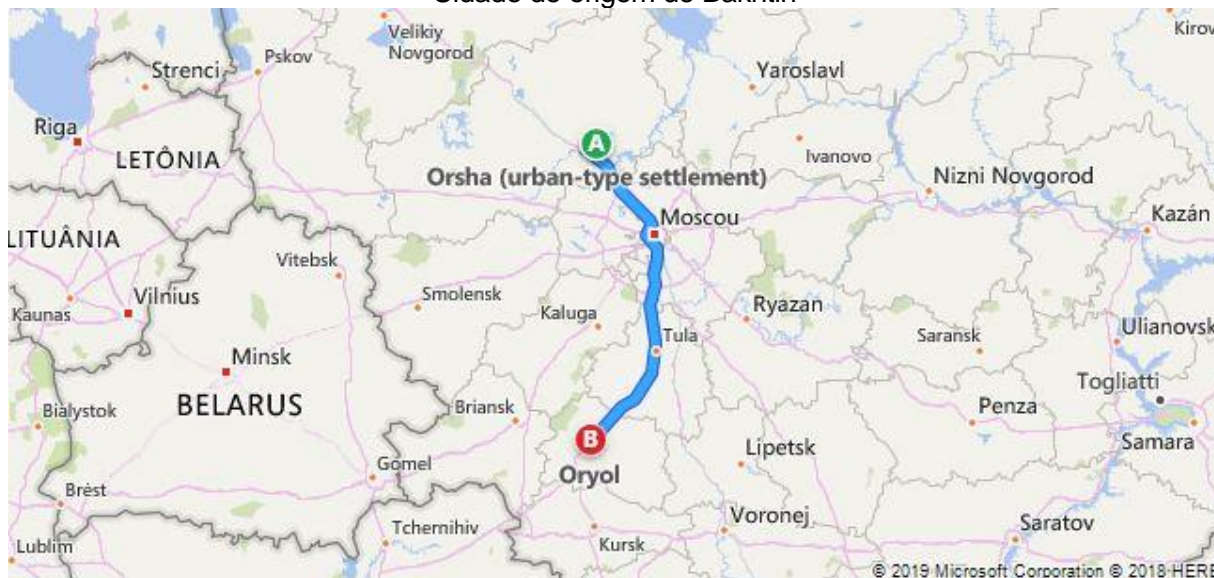 Cidade de origem de Bakhtin
Velikiy
Novgorod
Kirov
Pskov
Strenci
Yaroslavl
Riga
A
Ivanovo
LETÔNIA
Orsha (urban-type settlement)
Nizni Novgorod
Moscou
Kazán
LITUÂNIA
Vitebsk
Smolensk
Vilnius
Kaunas
Kaluga
Ryazan
Ulianovsk
Tula
Saransk
Minsk
Togliatti
Bialystok
BELARUS
Briansk
Penza
Samara
B
Lipetsk
Gomel
Oryol
Brést
Tchernihiv
Voronej
Saratov
Kursk
Lublim
© 2019 Microsoft Corporation © 2018 HERE